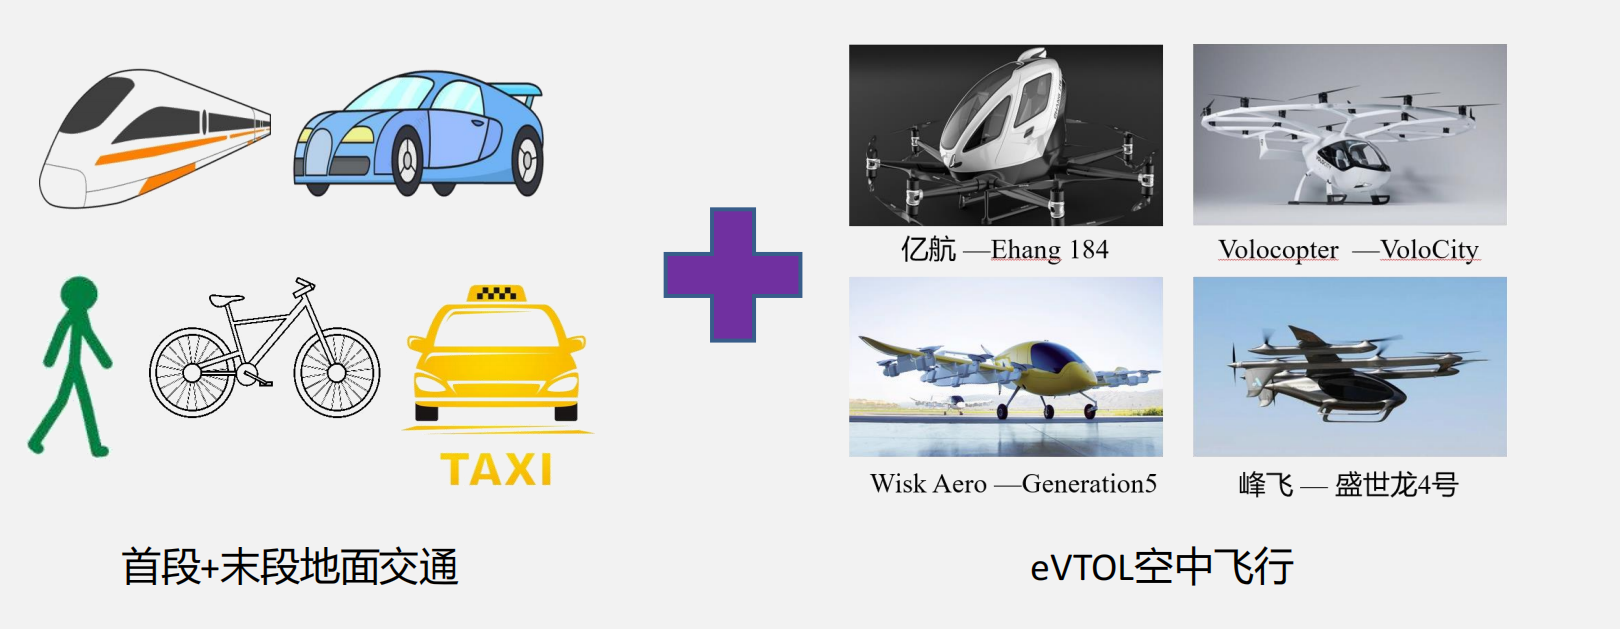 TAXI
首段+末段地面交通
亿航 —Ehang 184
Volocopter —VoloCity
Wisk Aero —Generation5
峰飞 — 盛世龙4号
eVTOL空中飞行